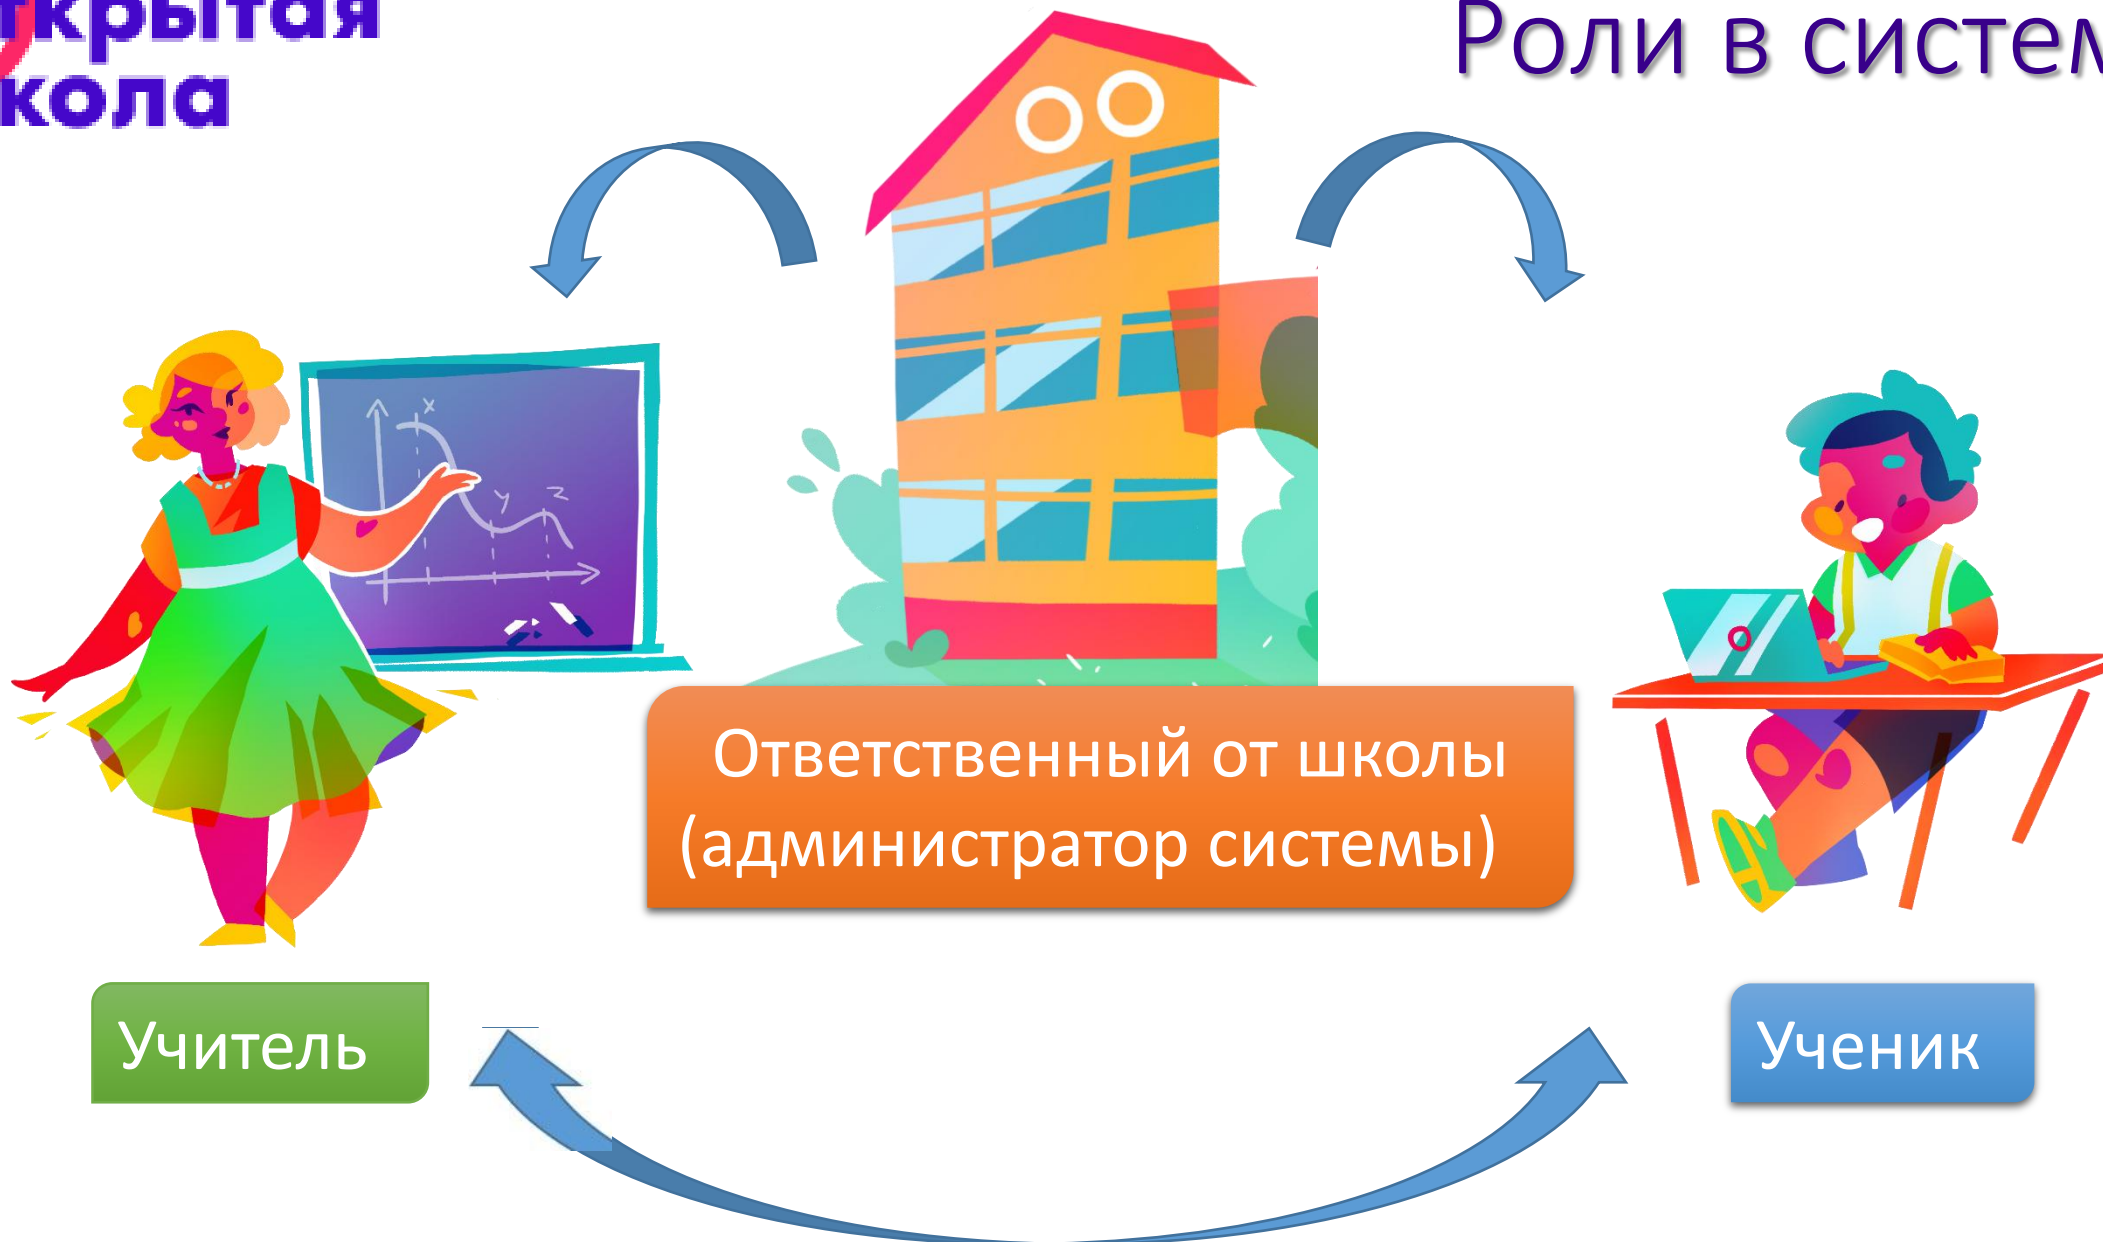 ткрытая
кола
Роли в систем
x
y
z
Ответственный от школы
(администратор системы)
Учитель
Ученик